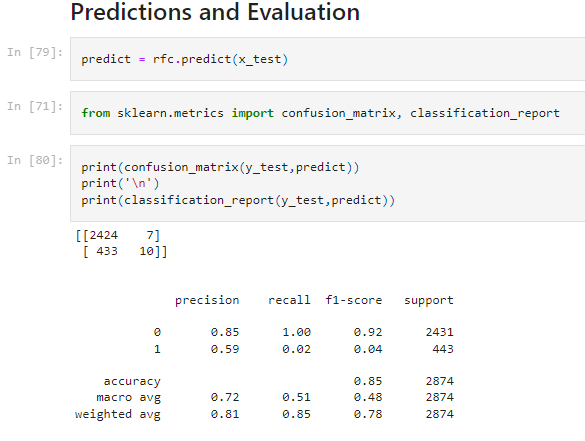 Predictions and Evaluation
In [79]: predict = rfc.predict(x_test)
In [71]: from sklearn.metrics import confusion_matrix, classification_report
In [80]: print(confusion_matrix(y_test,predict))
print('\n')
print(classification_report(y_test,predict))
[[2424    7]
 [ 433   10]]
precision    recall  f1-score   support
0       0.85      1.00      0.92      2431
1       0.59      0.02      0.04       443
accuracy                           0.85      2874
macro avg       0.72      0.51      0.48      2874
weighted avg       0.81      0.85      0.78      2874